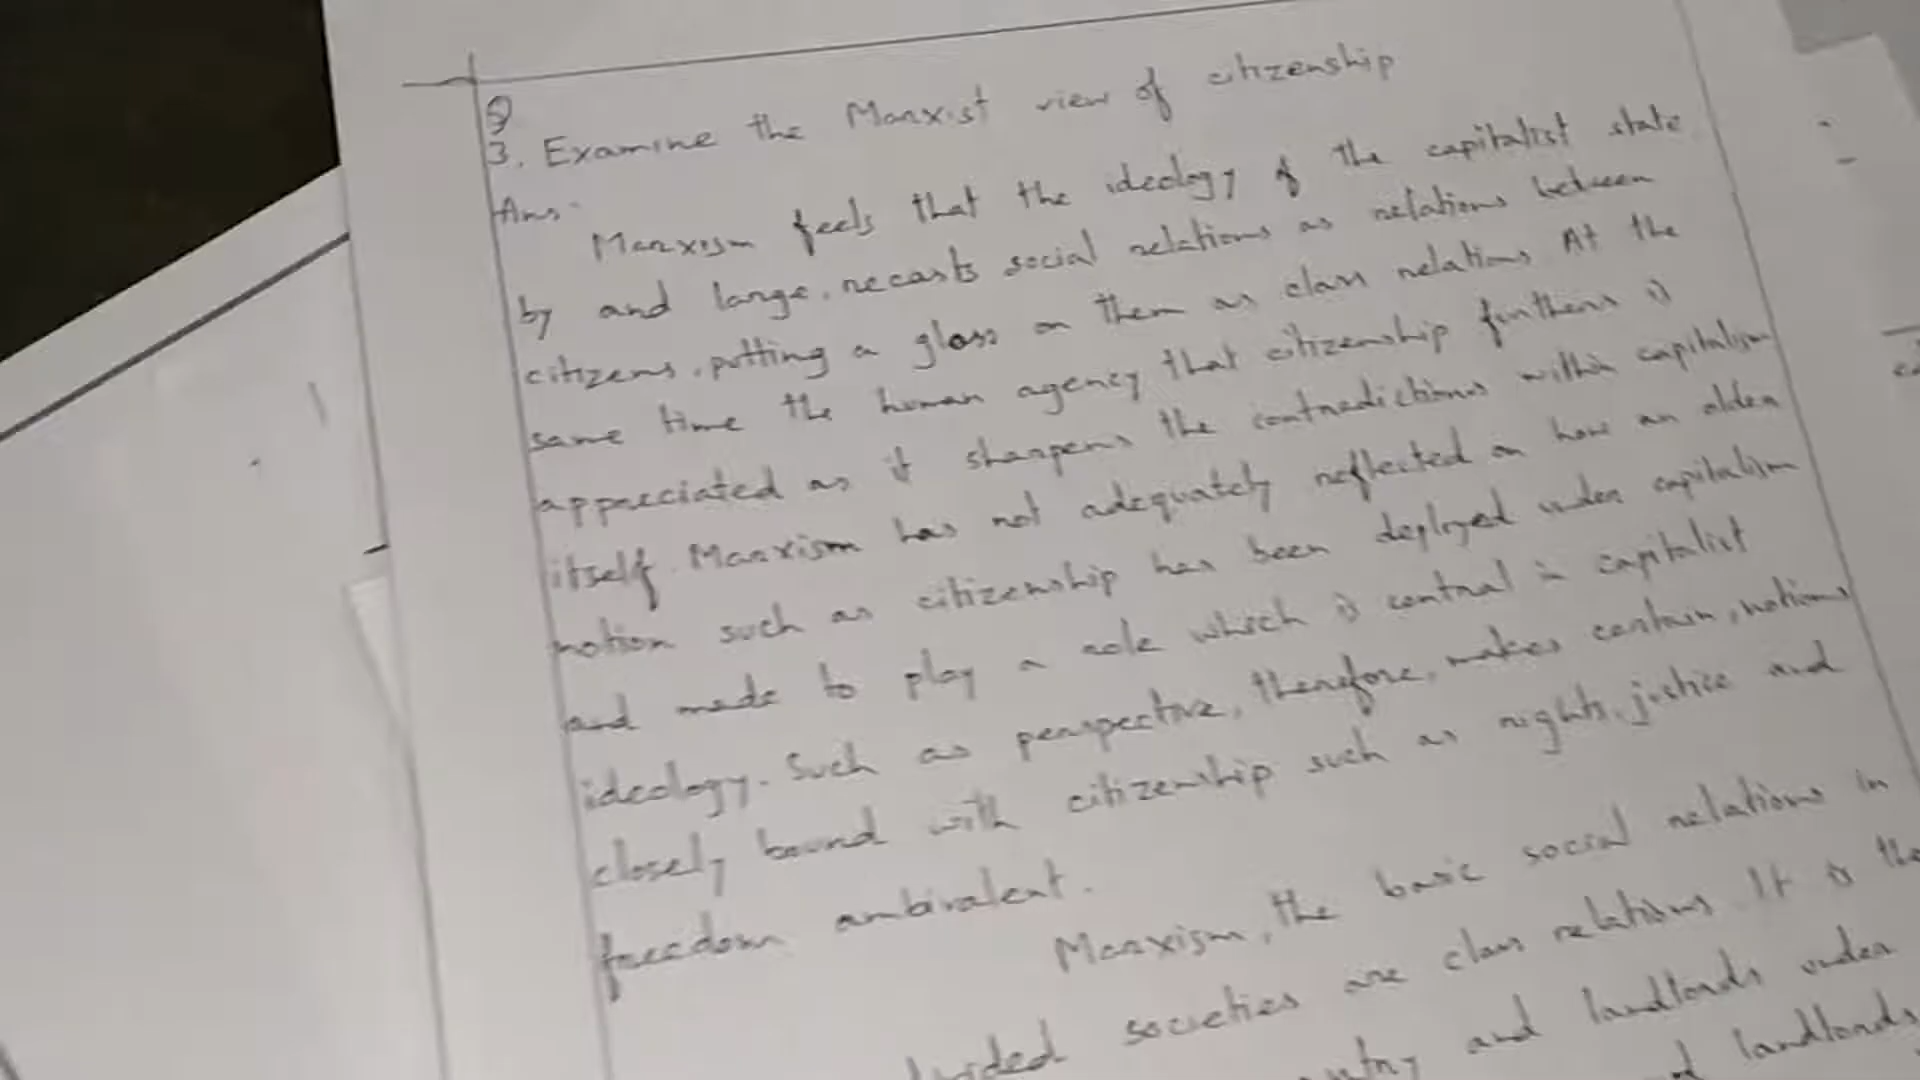 Q
3. Examine the Marxist view of citizenship
Ans-
Marxism feels that the ideology of the capitalist state
by and large, recasts social relations as relations between
citizens, putting a gloss on them as class relations. At the
same time the human agency that citizenship furthers is
appreciated as it sharpens the contradictions within capitalism
itself. Marxism has not adequately reflected on how an older
notion such as citizenship has been deployed under capitalism
and made to play a role which is central in capitalist
ideology. Such as perspective, therefore, makes certain, notions
closely bound with citizenship such as rights, justice and
freedom ambivalent.
Marxism, the basic social relations in
societies are class relations. It is the
and landlords under
landlords